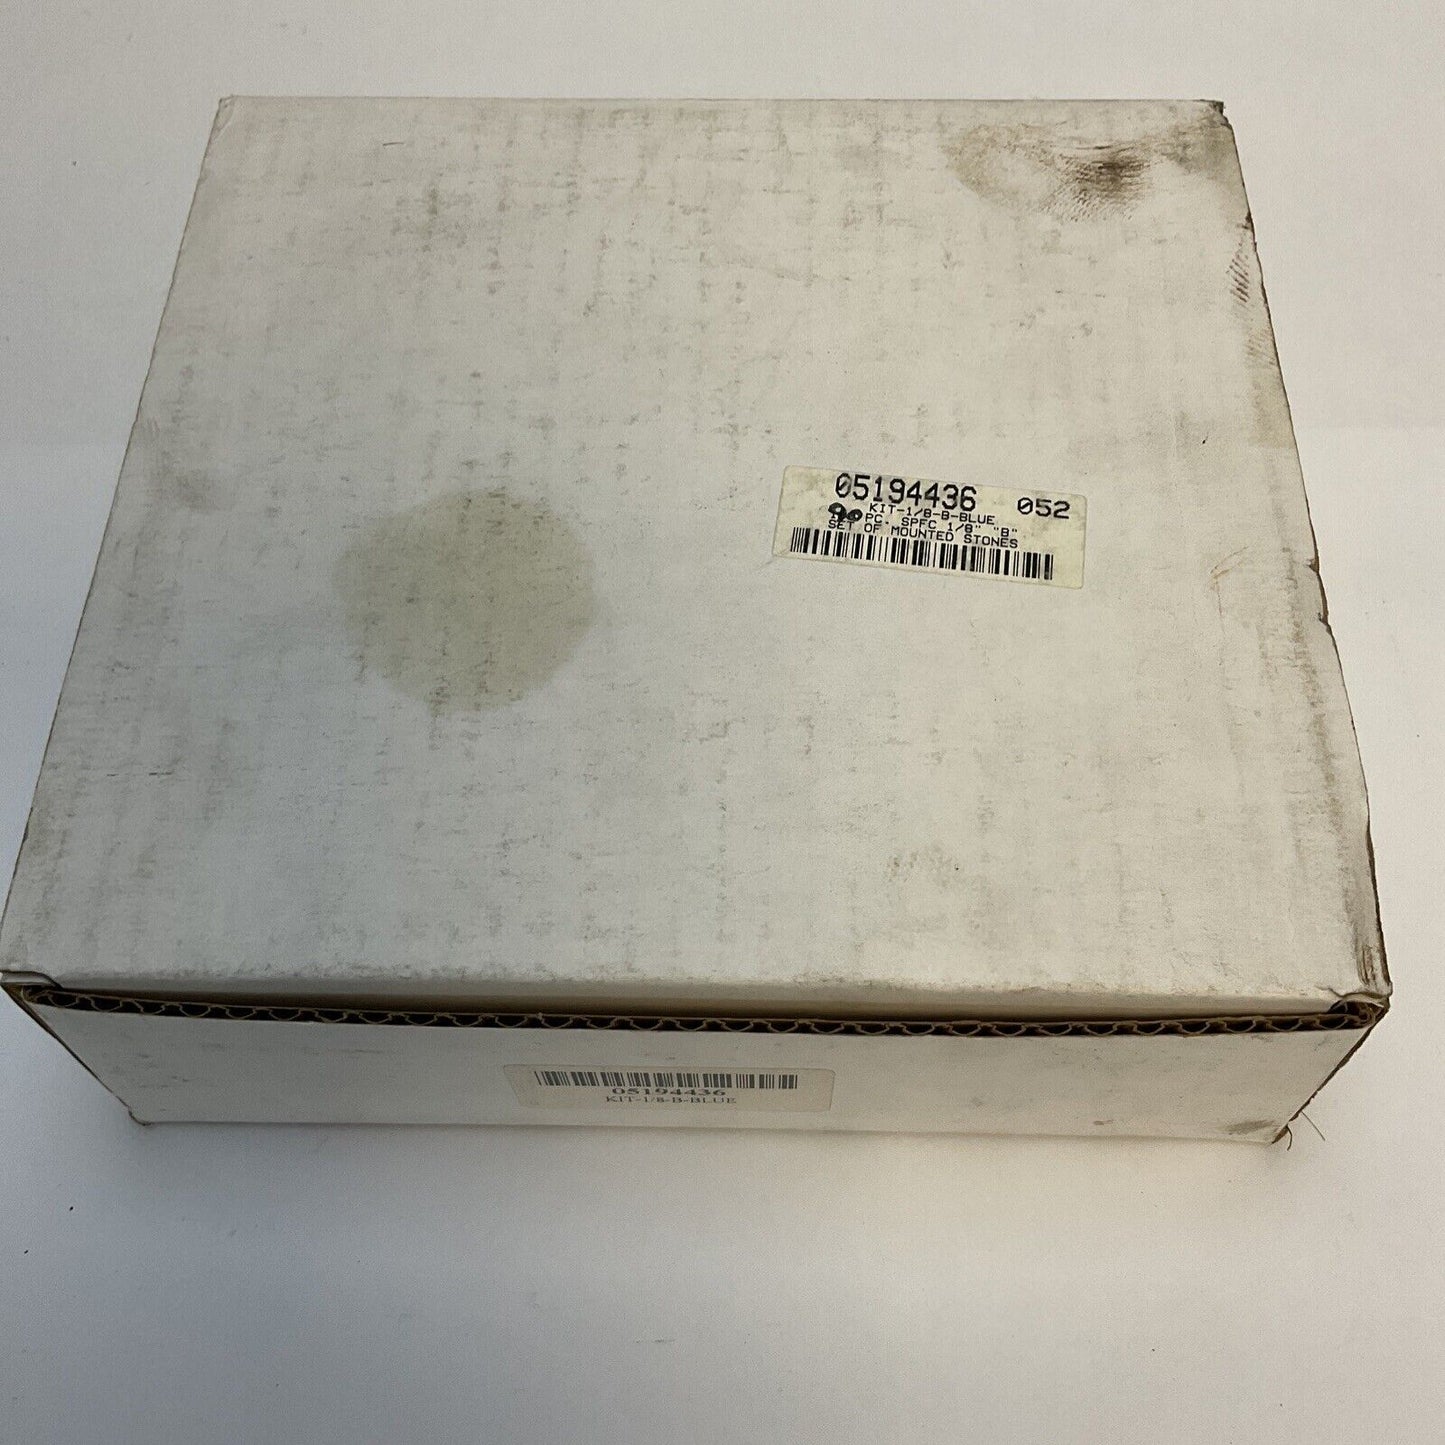 05194436 052
KIT-1/8-B-BLUE
90 PC. SPFC 1/8" "B"
SET OF MOUNTED STONES
05194436
KIT-1/8-B-BLUE